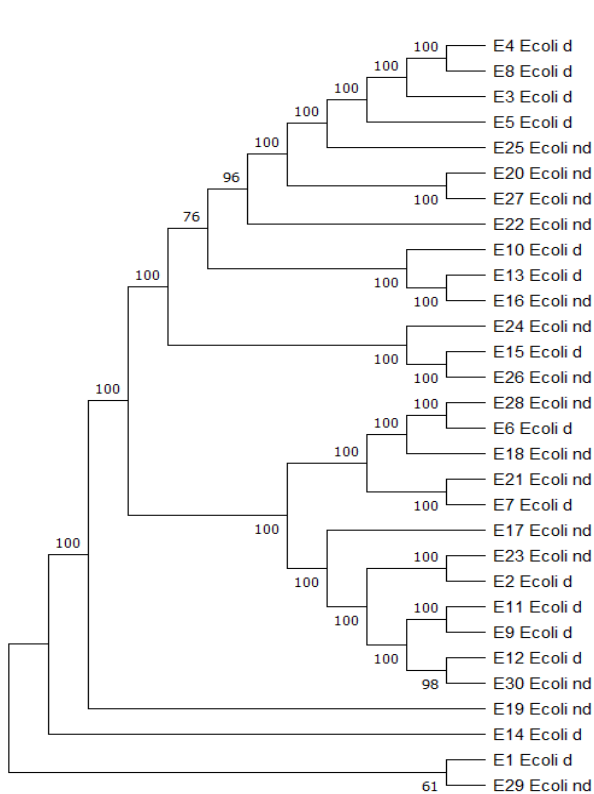 100
E4 Ecoli d
100
E8 Ecoli d
100
E3 Ecoli d
100
E5 Ecoli d
100
E25 Ecoli nd
96
E20 Ecoli nd
100
E27 Ecoli nd
76
E22 Ecoli nd
E10 Ecoli d
100
E13 Ecoli d
100
E16 Ecoli nd
100
E24 Ecoli nd
100
E15 Ecoli d
100
E26 Ecoli nd
100
100
E28 Ecoli nd
100
E6 Ecoli d
100
E18 Ecoli nd
E21 Ecoli nd
100
E7 Ecoli d
100
E17 Ecoli nd
100
100
E23 Ecoli nd
100
E2 Ecoli d
100
E11 Ecoli d
100
E9 Ecoli d
100
E12 Ecoli d
98
E30 Ecoli nd
E19 Ecoli nd
E14 Ecoli d
E1 Ecoli d
61
E29 Ecoli nd